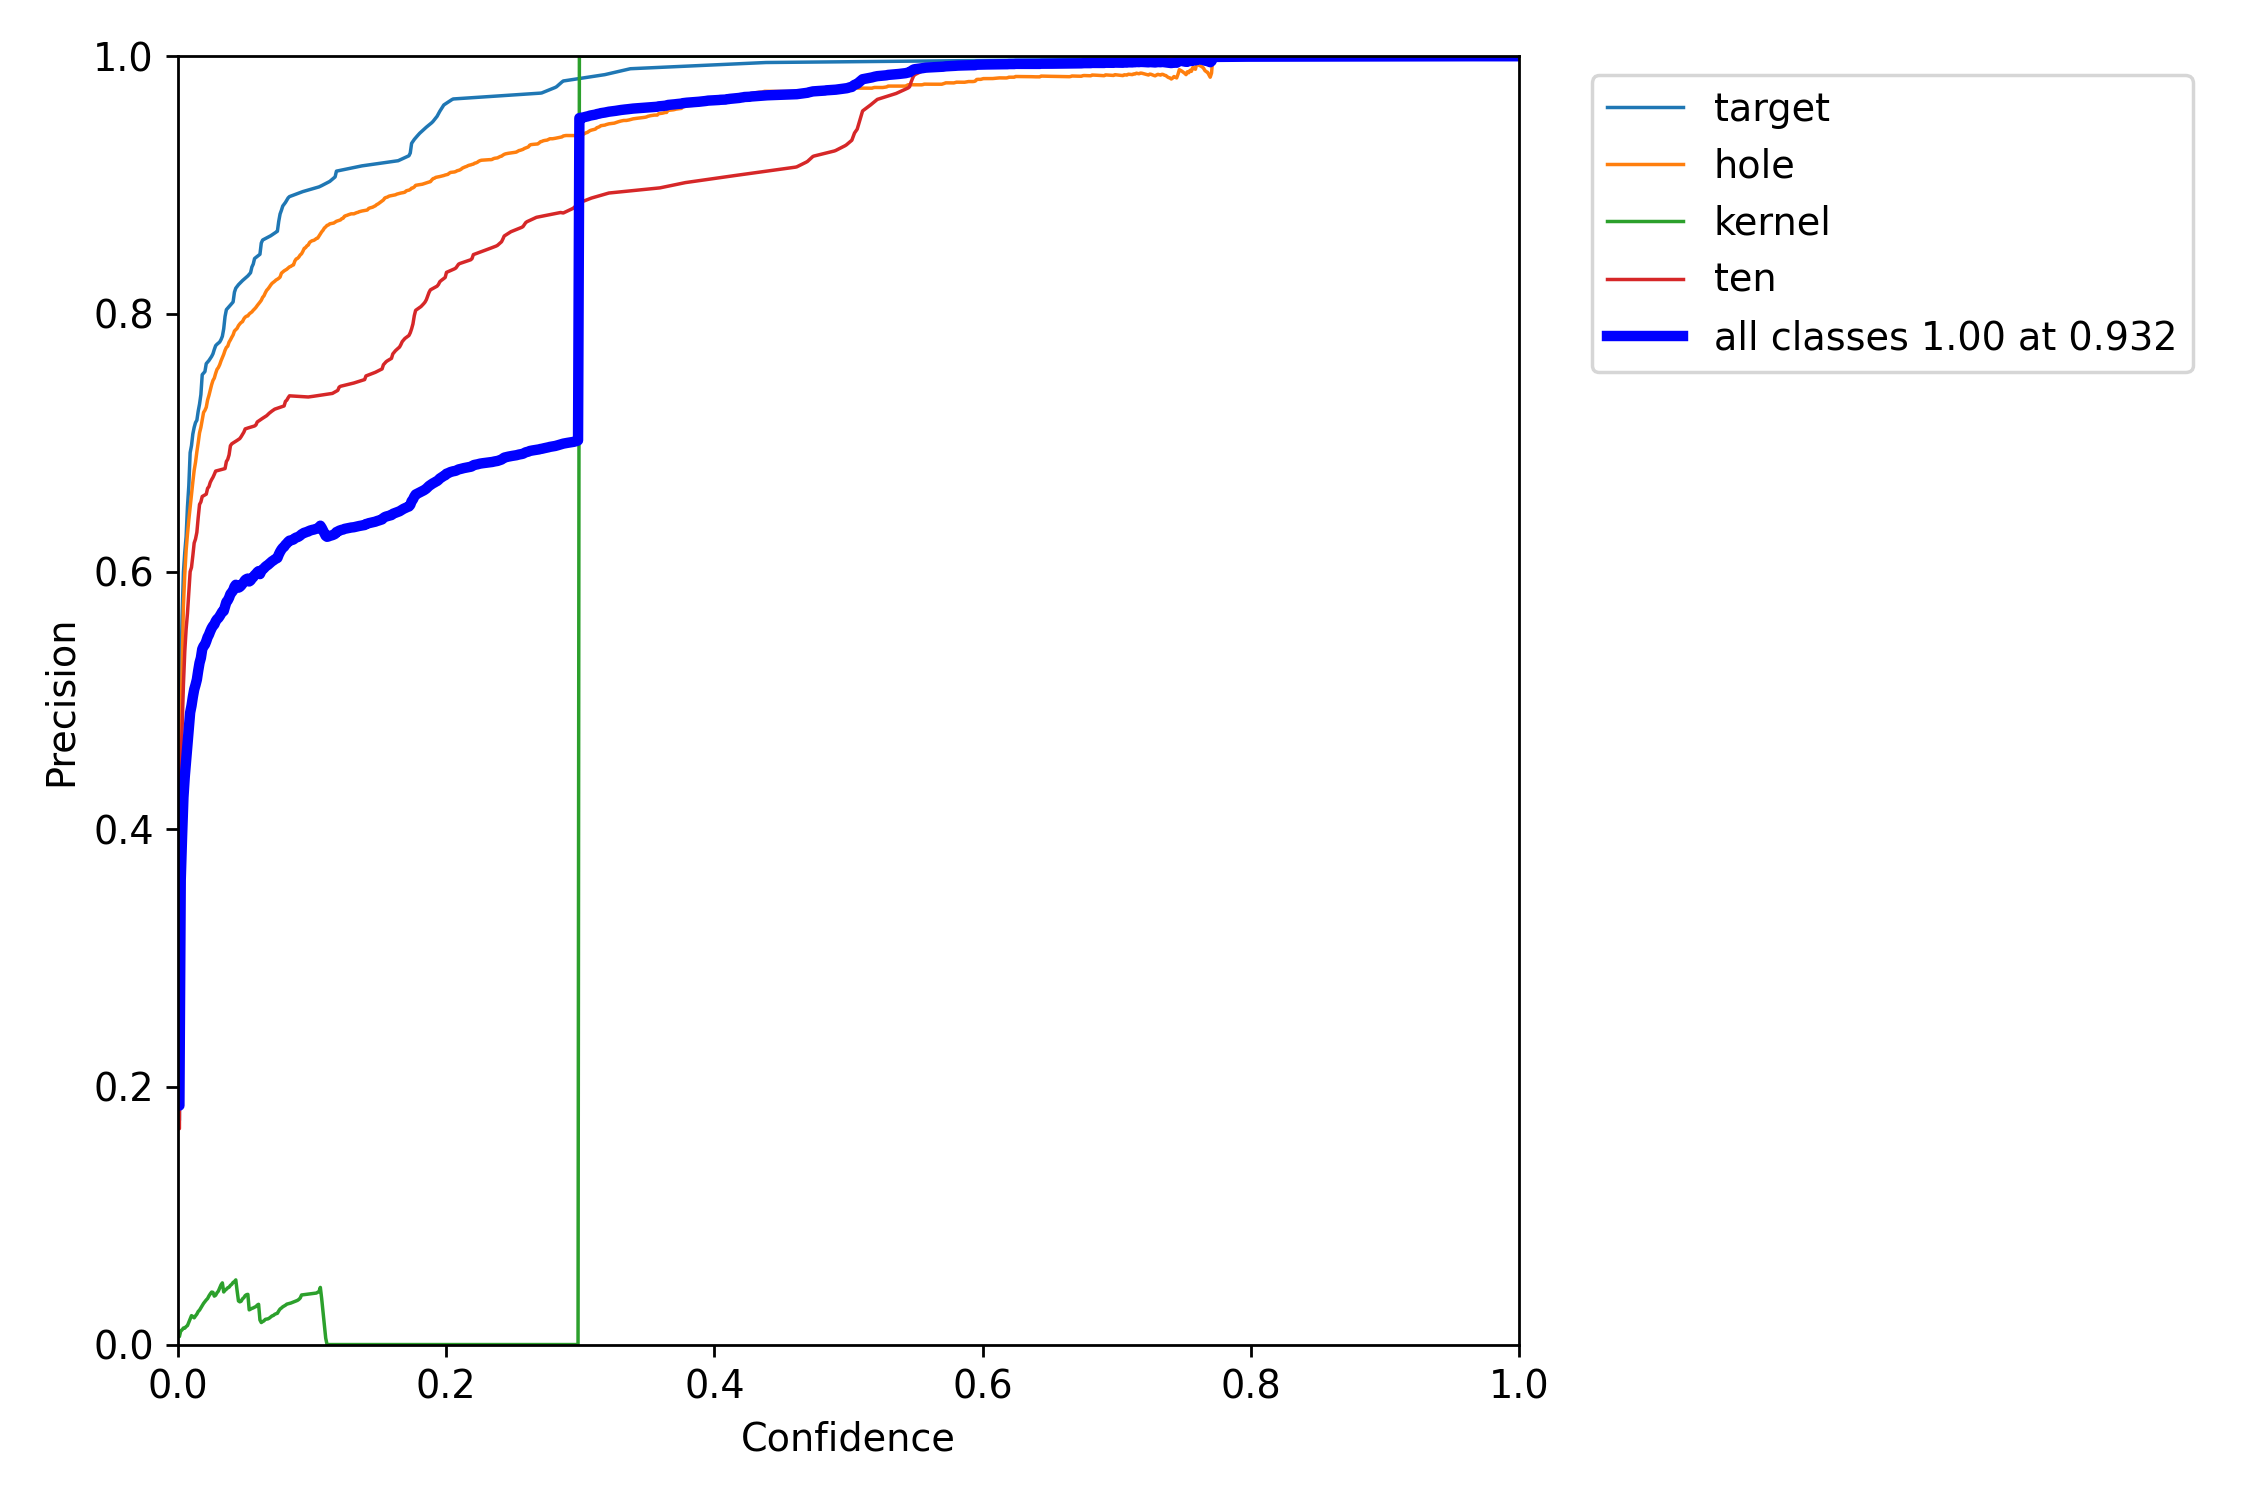 1.0
0.8
0.6
0.4
0.2
0.0
Precision
0.0 0.2 0.4 0.6 0.8 1.0
Confidence
target
hole
kernel
ten
all classes 1.00 at 0.932